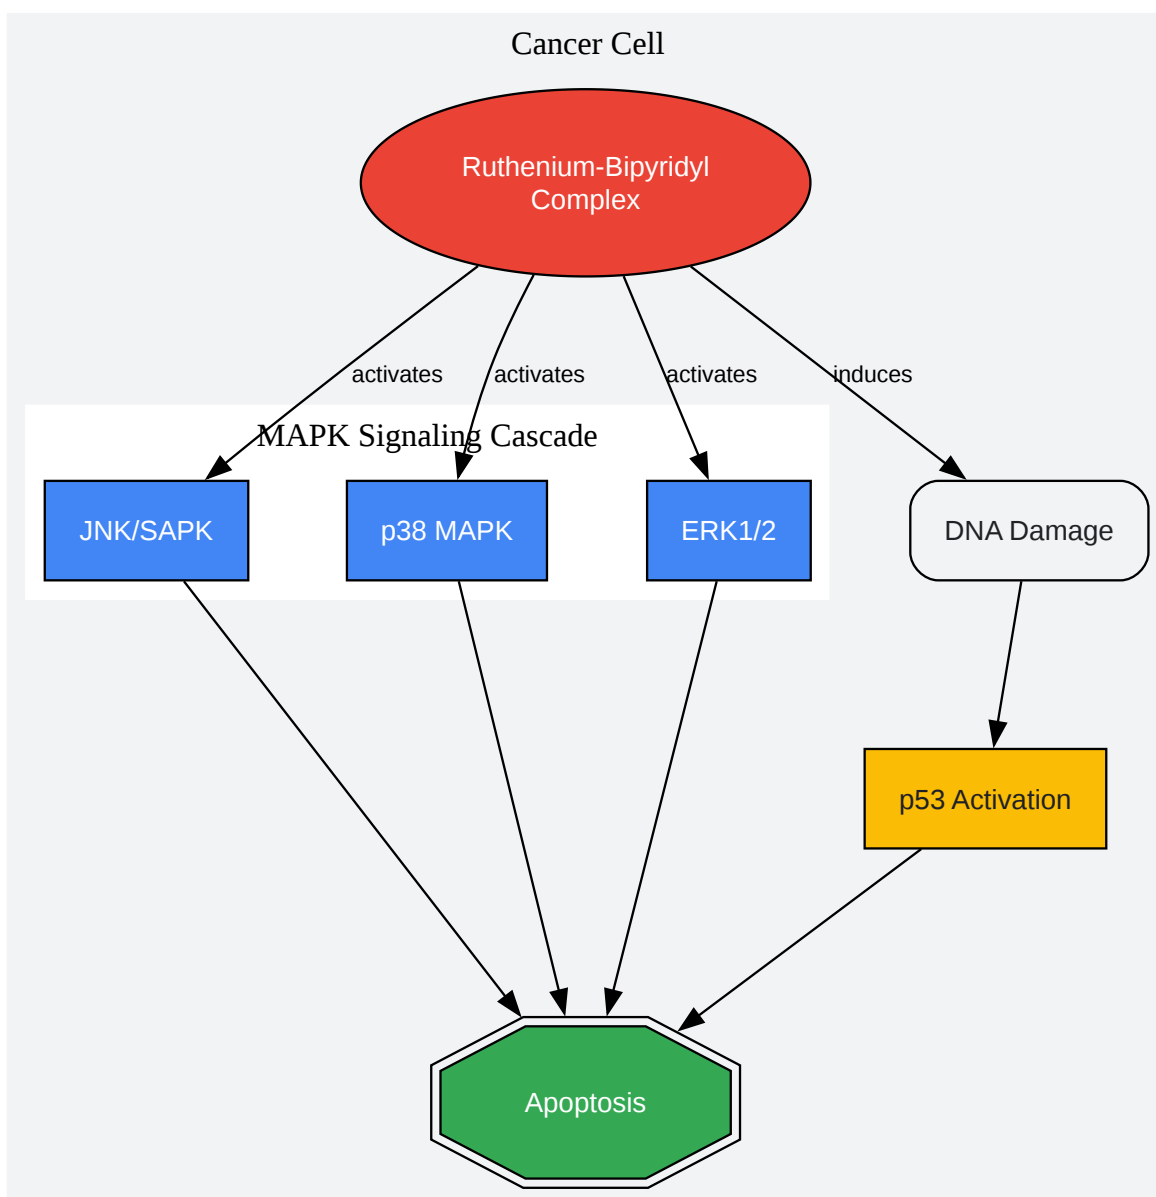 Cancer Cell
Ruthenium-Bipyridyl
Complex
activates
activates
activates
induces
MAPK Signaling Cascade
JNK/SAPK
p38 MAPK
ERK1/2
DNA Damage
p53 Activation
Apoptosis